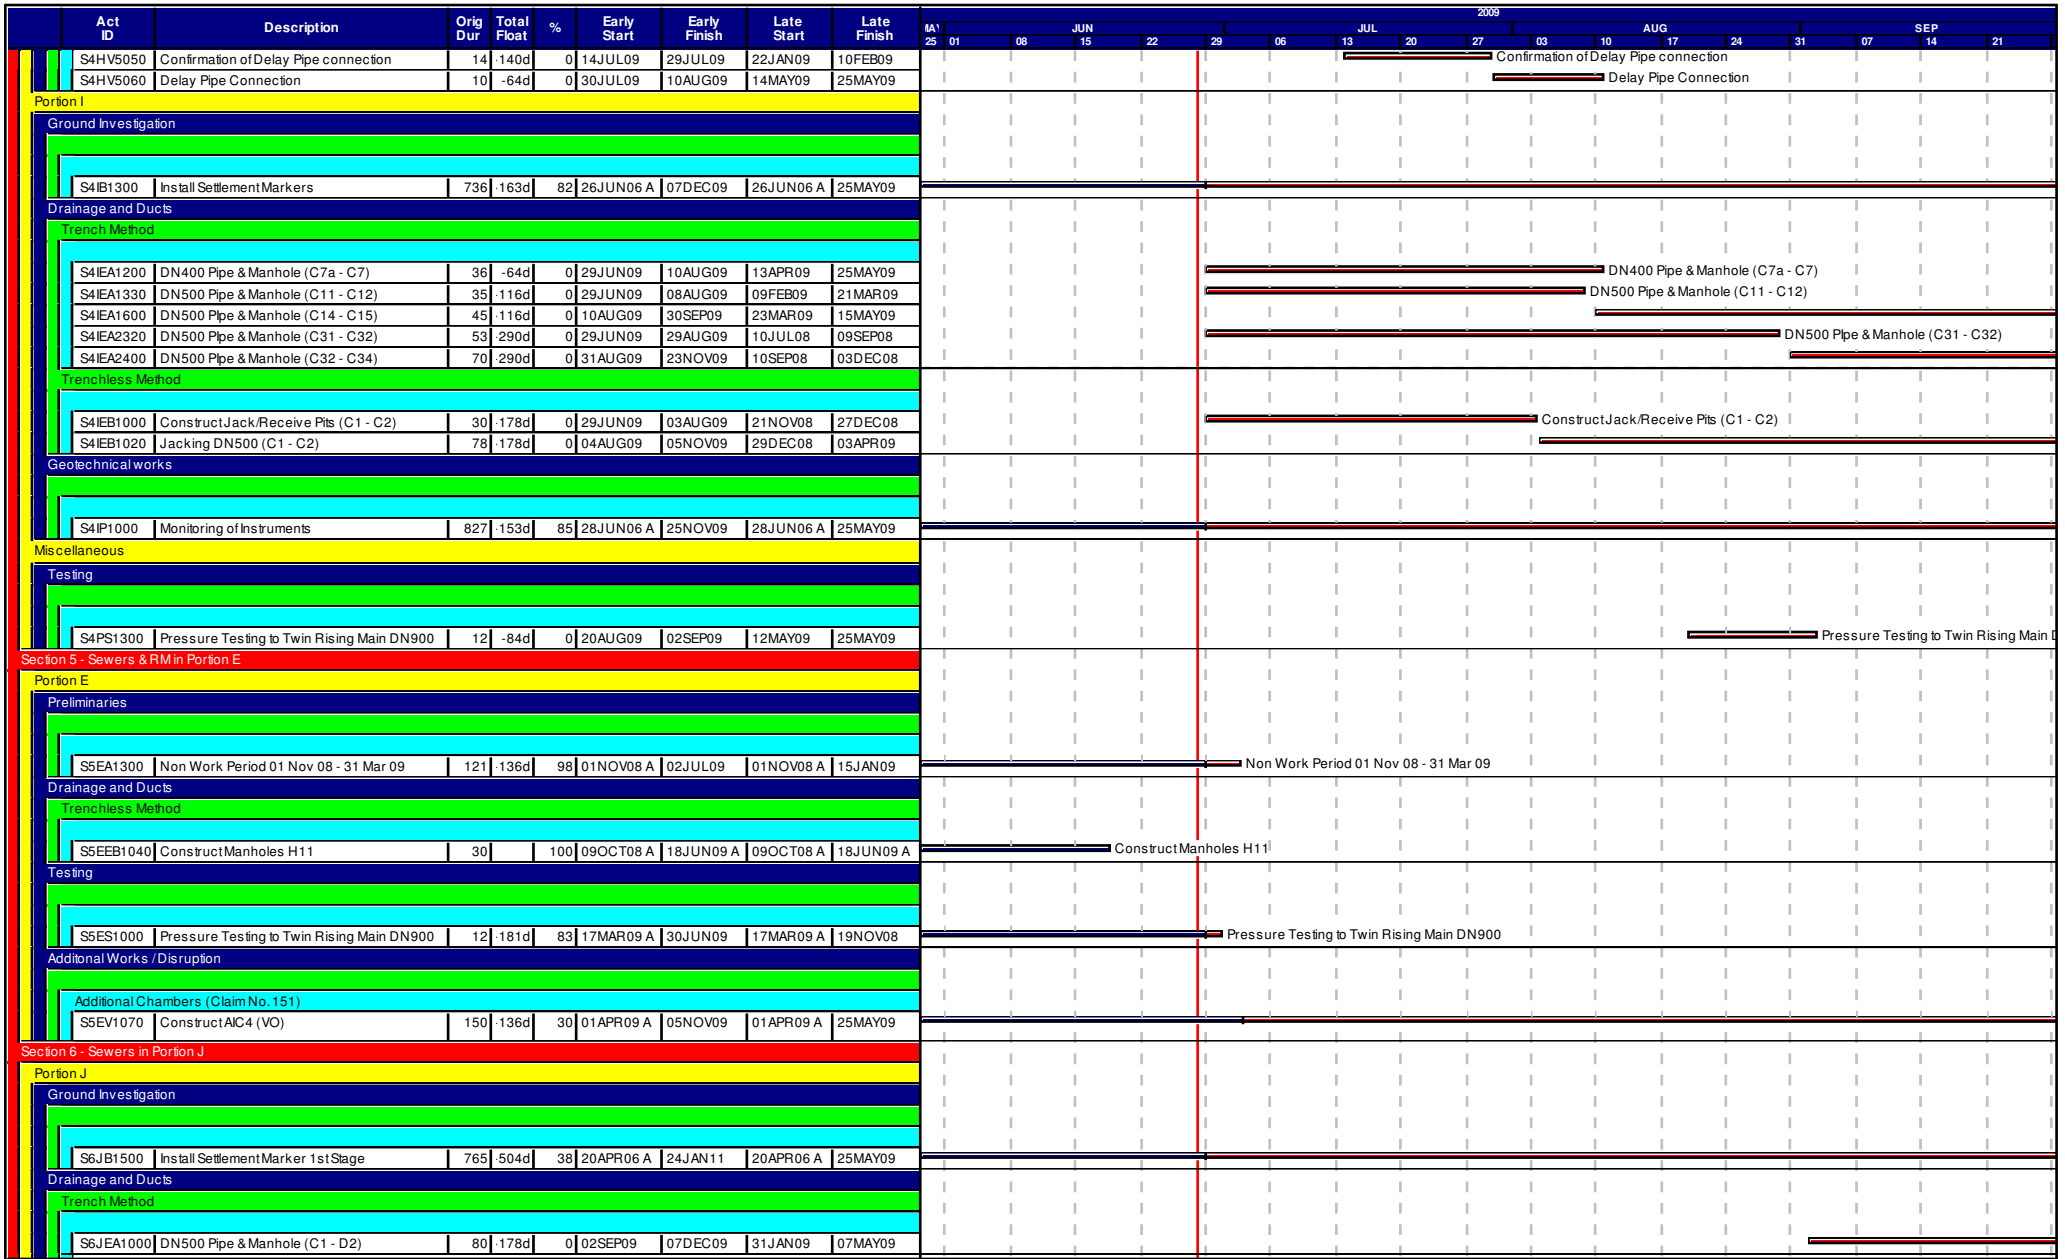 2009
Act ID Description Orig Dur Total Float % Early Start Early Finish Late Start Late Finish MAY JUN JUL AUG SEP
25 01 08 15 22 29 06 13 20 27 03 10 17 24 31 07 14 21
S4HV5050 Confirmation of Delay Pipe connection 14 -140d 0 14JUL09 29JUL09 22JAN09 10FEB09 Confirmation of Delay Pipe connection
S4HV5060 Delay Pipe Connection 10 -64d 0 30JUL09 10AUG09 14MAY09 25MAY09 Delay Pipe Connection
Portion I
Ground Investigation
S4IB1300 Install Settlement Markers 736 -163d 82 26JUN06 A 07DEC09 26JUN06 A 25MAY09
Drainage and Ducts
Trench Method
S4IEA1200 DN400 Pipe & Manhole (C7a - C7) 36 -64d 0 29JUN09 10AUG09 13APR09 25MAY09 DN400 Pipe & Manhole (C7a - C7)
S4IEA1330 DN500 Pipe & Manhole (C11 - C12) 35 -116d 0 29JUN09 08AUG09 09FEB09 21MAR09 DN500 Pipe & Manhole (C11 - C12)
S4IEA1600 DN500 Pipe & Manhole (C14 - C15) 45 -116d 0 10AUG09 30SEP09 23MAR09 15MAY09
S4IEA2320 DN500 PIpe & Manhole (C31 - C32) 53 -290d 0 29JUN09 29AUG09 10JUL08 09SEP08 DN500 PIpe & Manhole (C31 - C32)
S4IEA2400 DN500 PIpe & Manhole (C32 - C34) 70 -290d 0 31AUG09 23NOV09 10SEP08 03DEC08
Trenchless Method
S4IEB1000 Construct Jack/Receive Pits (C1 - C2) 30 -178d 0 29JUN09 03AUG09 21NOV08 27DEC08 Construct Jack/Receive Pits (C1 - C2)
S4IEB1020 Jacking DN500 (C1 - C2) 78 -178d 0 04AUG09 05NOV09 29DEC08 03APR09
Geotechnical works
S4IP1000 Monitoring of Instruments 827 -153d 85 28JUN06 A 25NOV09 28JUN06 A 25MAY09
Miscellaneous
Testing
S4PS1300 Pressure Testing to Twin Rising Main DN900 12 -84d 0 20AUG09 02SEP09 12MAY09 25MAY09 Pressure Testing to Twin Rising Main D
Section 5 - Sewers & RM in Portion E
Portion E
Preliminaries
S5EA1300 Non Work Period 01 Nov 08 - 31 Mar 09 121 -136d 98 01NOV08 A 02JUL09 01NOV08 A 15JAN09 Non Work Period 01 Nov 08 - 31 Mar 09
Drainage and Ducts
Trenchless Method
S5EEB1040 Construct Manholes H11 30 100 09OCT08 A 18JUN09 A 09OCT08 A 18JUN09 A Construct Manholes H11
Testing
S5ES1000 Pressure Testing to Twin Rising Main DN900 12 -181d 83 17MAR09 A 30JUN09 17MAR09 A 19NOV08 Pressure Testing to Twin Rising Main DN900
Additonal Works / Disruption
Additional Chambers (Claim No. 151)
S5EV1070 Construct AIC4 (VO) 150 -136d 30 01APR09 A 05NOV09 01APR09 A 25MAY09
Section 6 - Sewers in Portion J
Portion J
Ground Investigation
S6JB1500 Install Settlement Marker 1st Stage 765 -504d 38 20APR06 A 24JAN11 20APR06 A 25MAY09
Drainage and Ducts
Trench Method
S6JEA1000 DN500 Pipe & Manhole (C1 - D2) 80 -178d 0 02SEP09 07DEC09 31JAN09 07MAY09